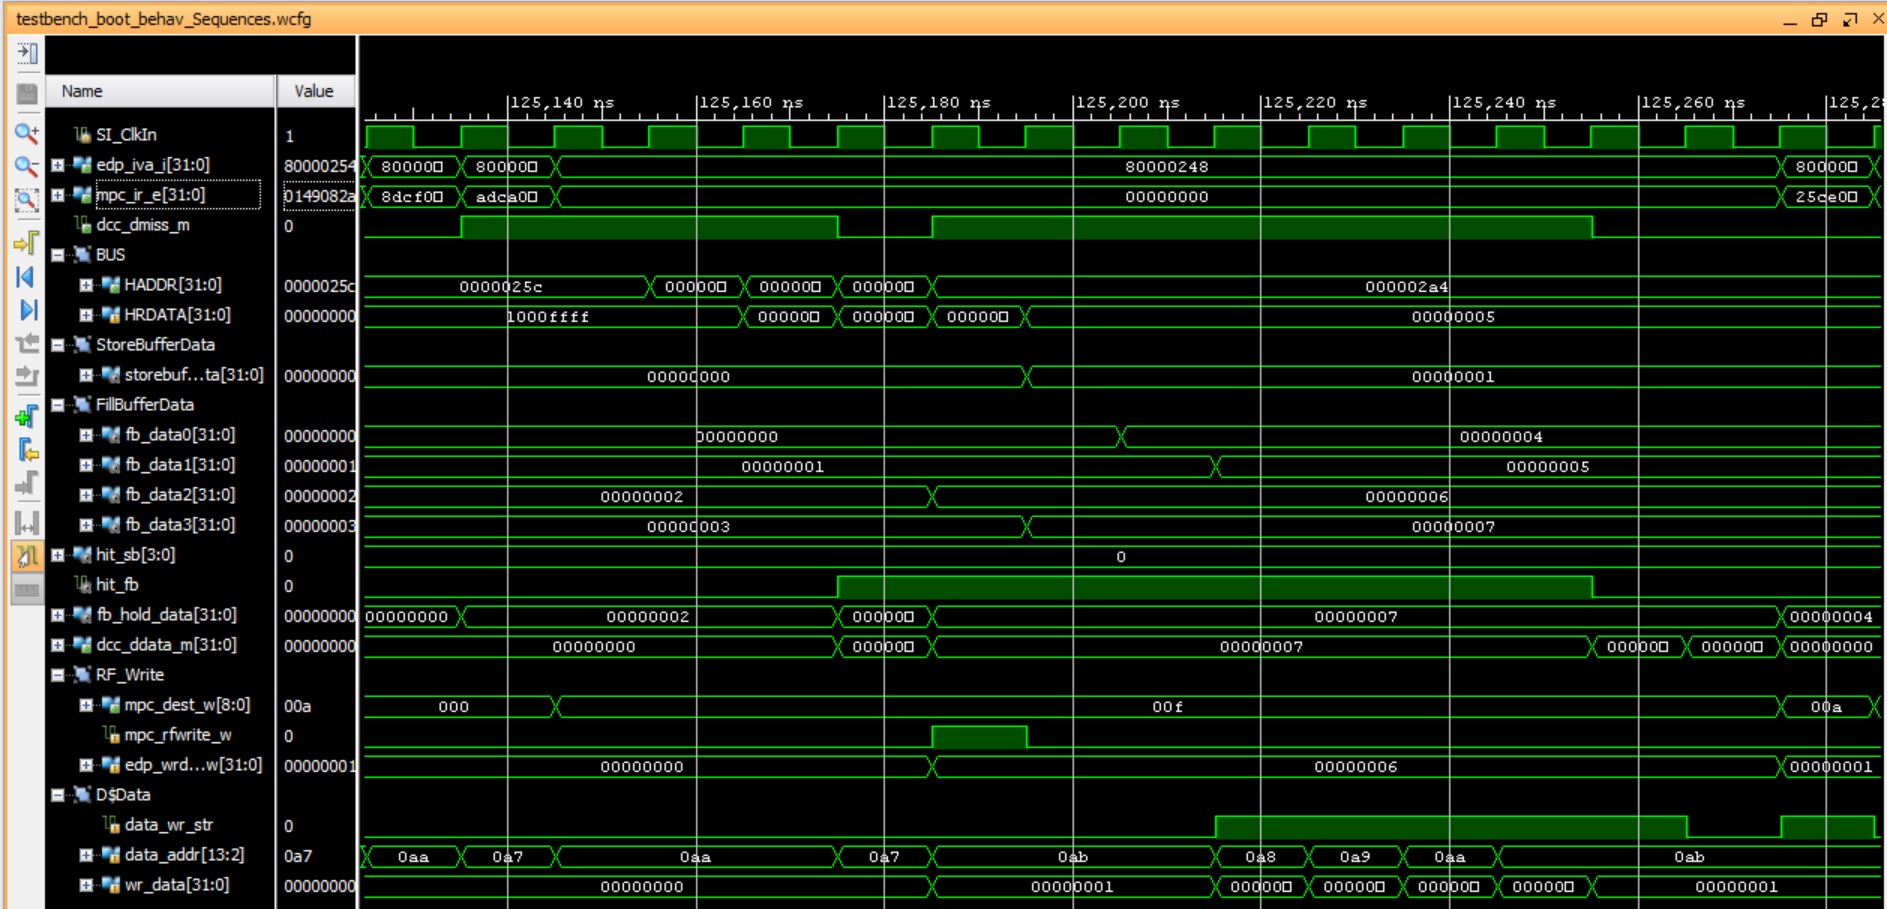 testbench_boot_behav_Sequences.wcfg
Name Value
125,140 ns 125,160 ns 125,180 ns 125,200 ns 125,220 ns 125,240 ns 125,260 ns 125,2
SI_ClkIn 1
edp_iva_i[31:0] 80000254 80000□ 80000□ 80000248 80000□
mpc_ir_e[31:0] 0149082a 8dcf0□ adca0□ 00000000 25ce0□
dcc_dmiss_m 0
BUS
HADDR[31:0] 0000025c 0000025c 00000□ 00000□ 00000□ 000002a4
HRDATA[31:0] 00000000 1000ffff 00000□ 00000□ 00000□ 00000005
StoreBufferData
storebuf...ta[31:0] 00000000 00000000 00000001
FillBufferData
fb_data0[31:0] 00000000 00000000 00000004
fb_data1[31:0] 00000001 00000001 00000005
fb_data2[31:0] 00000002 00000002 00000006
fb_data3[31:0] 00000003 00000003 00000007
hit_sb[3:0] 0 0
hit_fb 0
fb_hold_data[31:0] 00000000 00000000 00000002 00000□ 00000007 00000004
dcc_ddata_m[31:0] 00000000 00000000 00000□ 00000007 00000□ 00000□ 00000000
RF_Write
mpc_dest_w[8:0] 00a 000 00f 00a
mpc_rfwrite_w 0
edp_wrd...w[31:0] 00000001 00000000 00000006 00000001
D$Data
data_wr_str 0
data_addr[13:2] 0a7 0aa 0a7 0aa 0a7 0ab 0a8 0a9 0aa 0ab
wr_data[31:0] 00000000 00000000 00000001 00000□ 00000□ 00000□ 00000□ 00000001